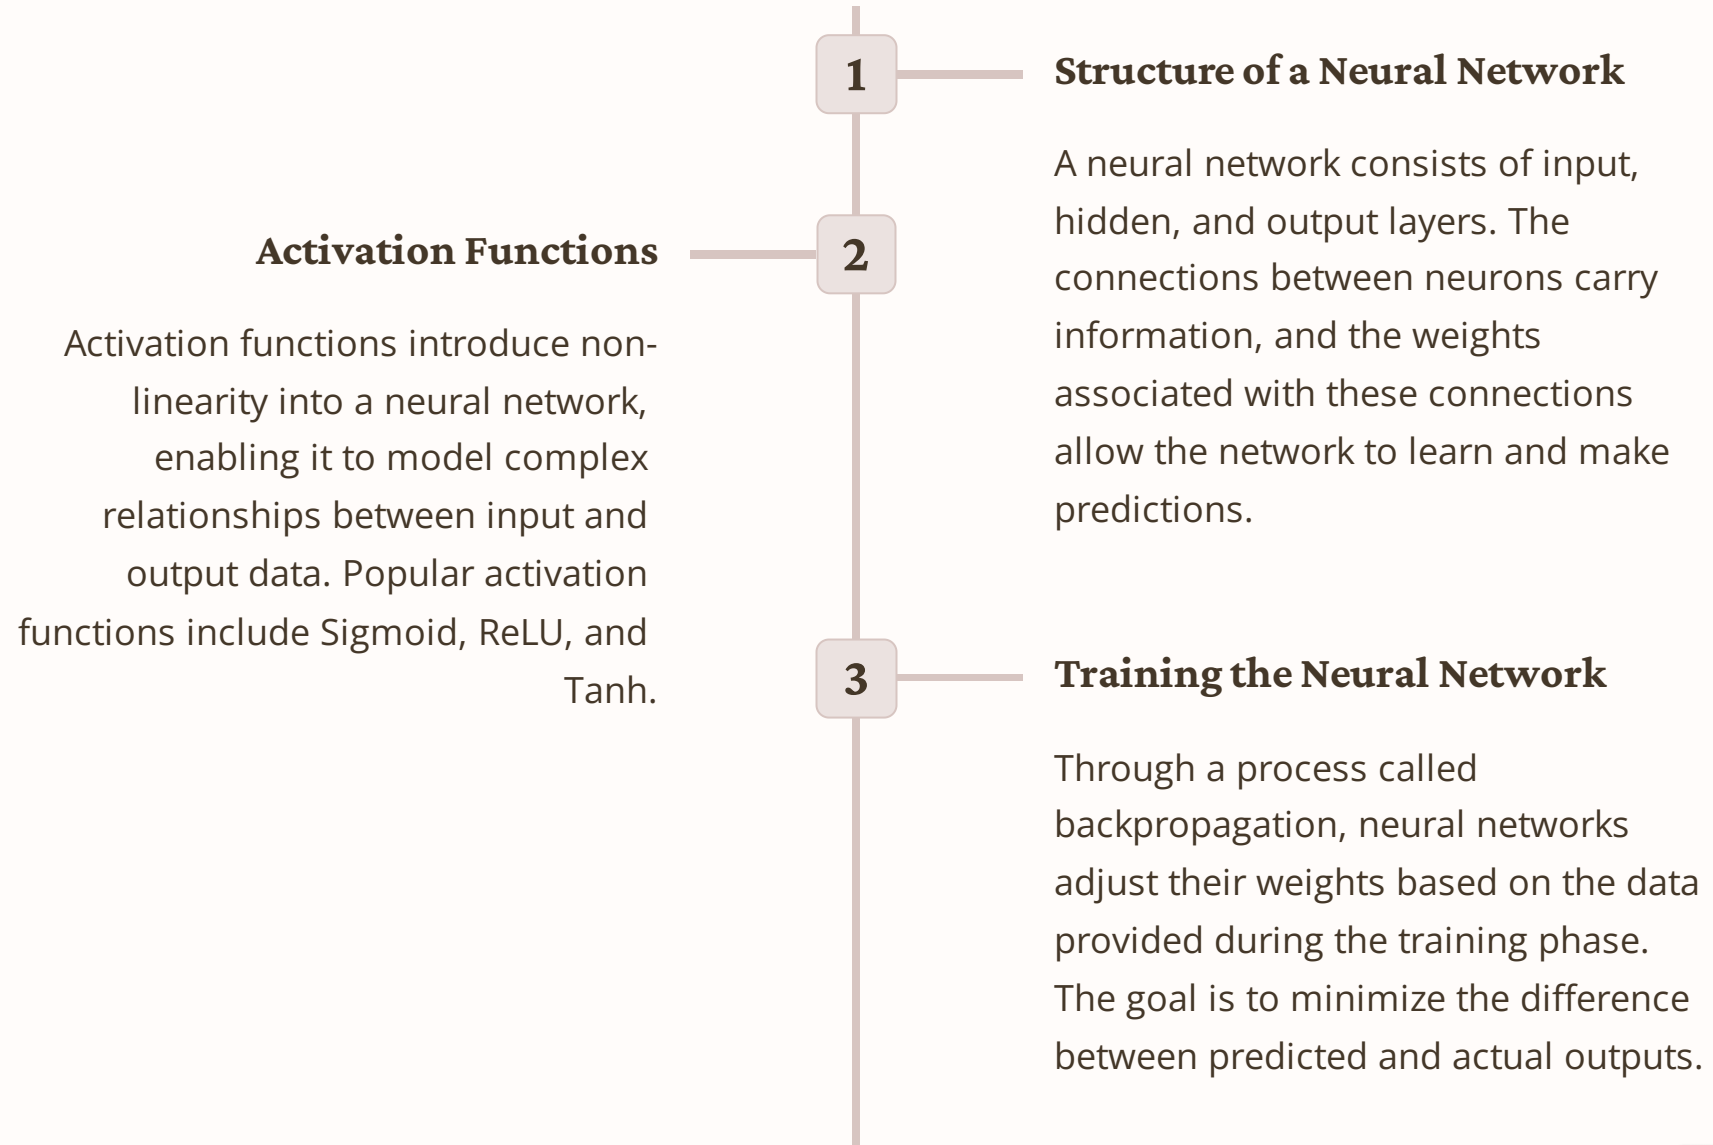 1
Structure of a Neural Network
A neural network consists of input,
hidden, and output layers. The
connections between neurons carry
information, and the weights
associated with these connections
allow the network to learn and make
predictions.
2
Activation Functions
Activation functions introduce non-
linearity into a neural network,
enabling it to model complex
relationships between input and
output data. Popular activation
functions include Sigmoid, ReLU, and
Tanh.
3
Training the Neural Network
Through a process called
backpropagation, neural networks
adjust their weights based on the data
provided during the training phase.
The goal is to minimize the difference
between predicted and actual outputs.